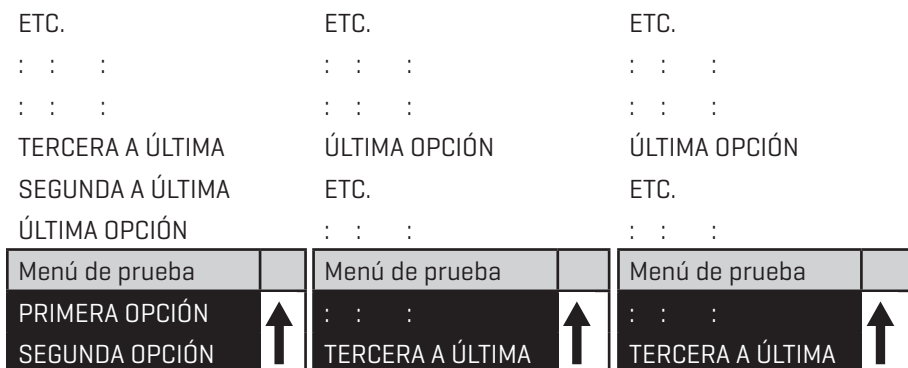 ETC. ETC. ETC.
: : : : : : : : :
: : : : : : : : :
TERCERA A ÚLTIMA ÚLTIMA OPCIÓN ÚLTIMA OPCIÓN
SEGUNDA A ÚLTIMA ETC. ETC.
ÚLTIMA OPCIÓN : : : : : :
Menú de prueba Menú de prueba Menú de prueba
PRIMERA OPCIÓN : : : : : :
SEGUNDA OPCIÓN TERCERA A ÚLTIMA TERCERA A ÚLTIMA